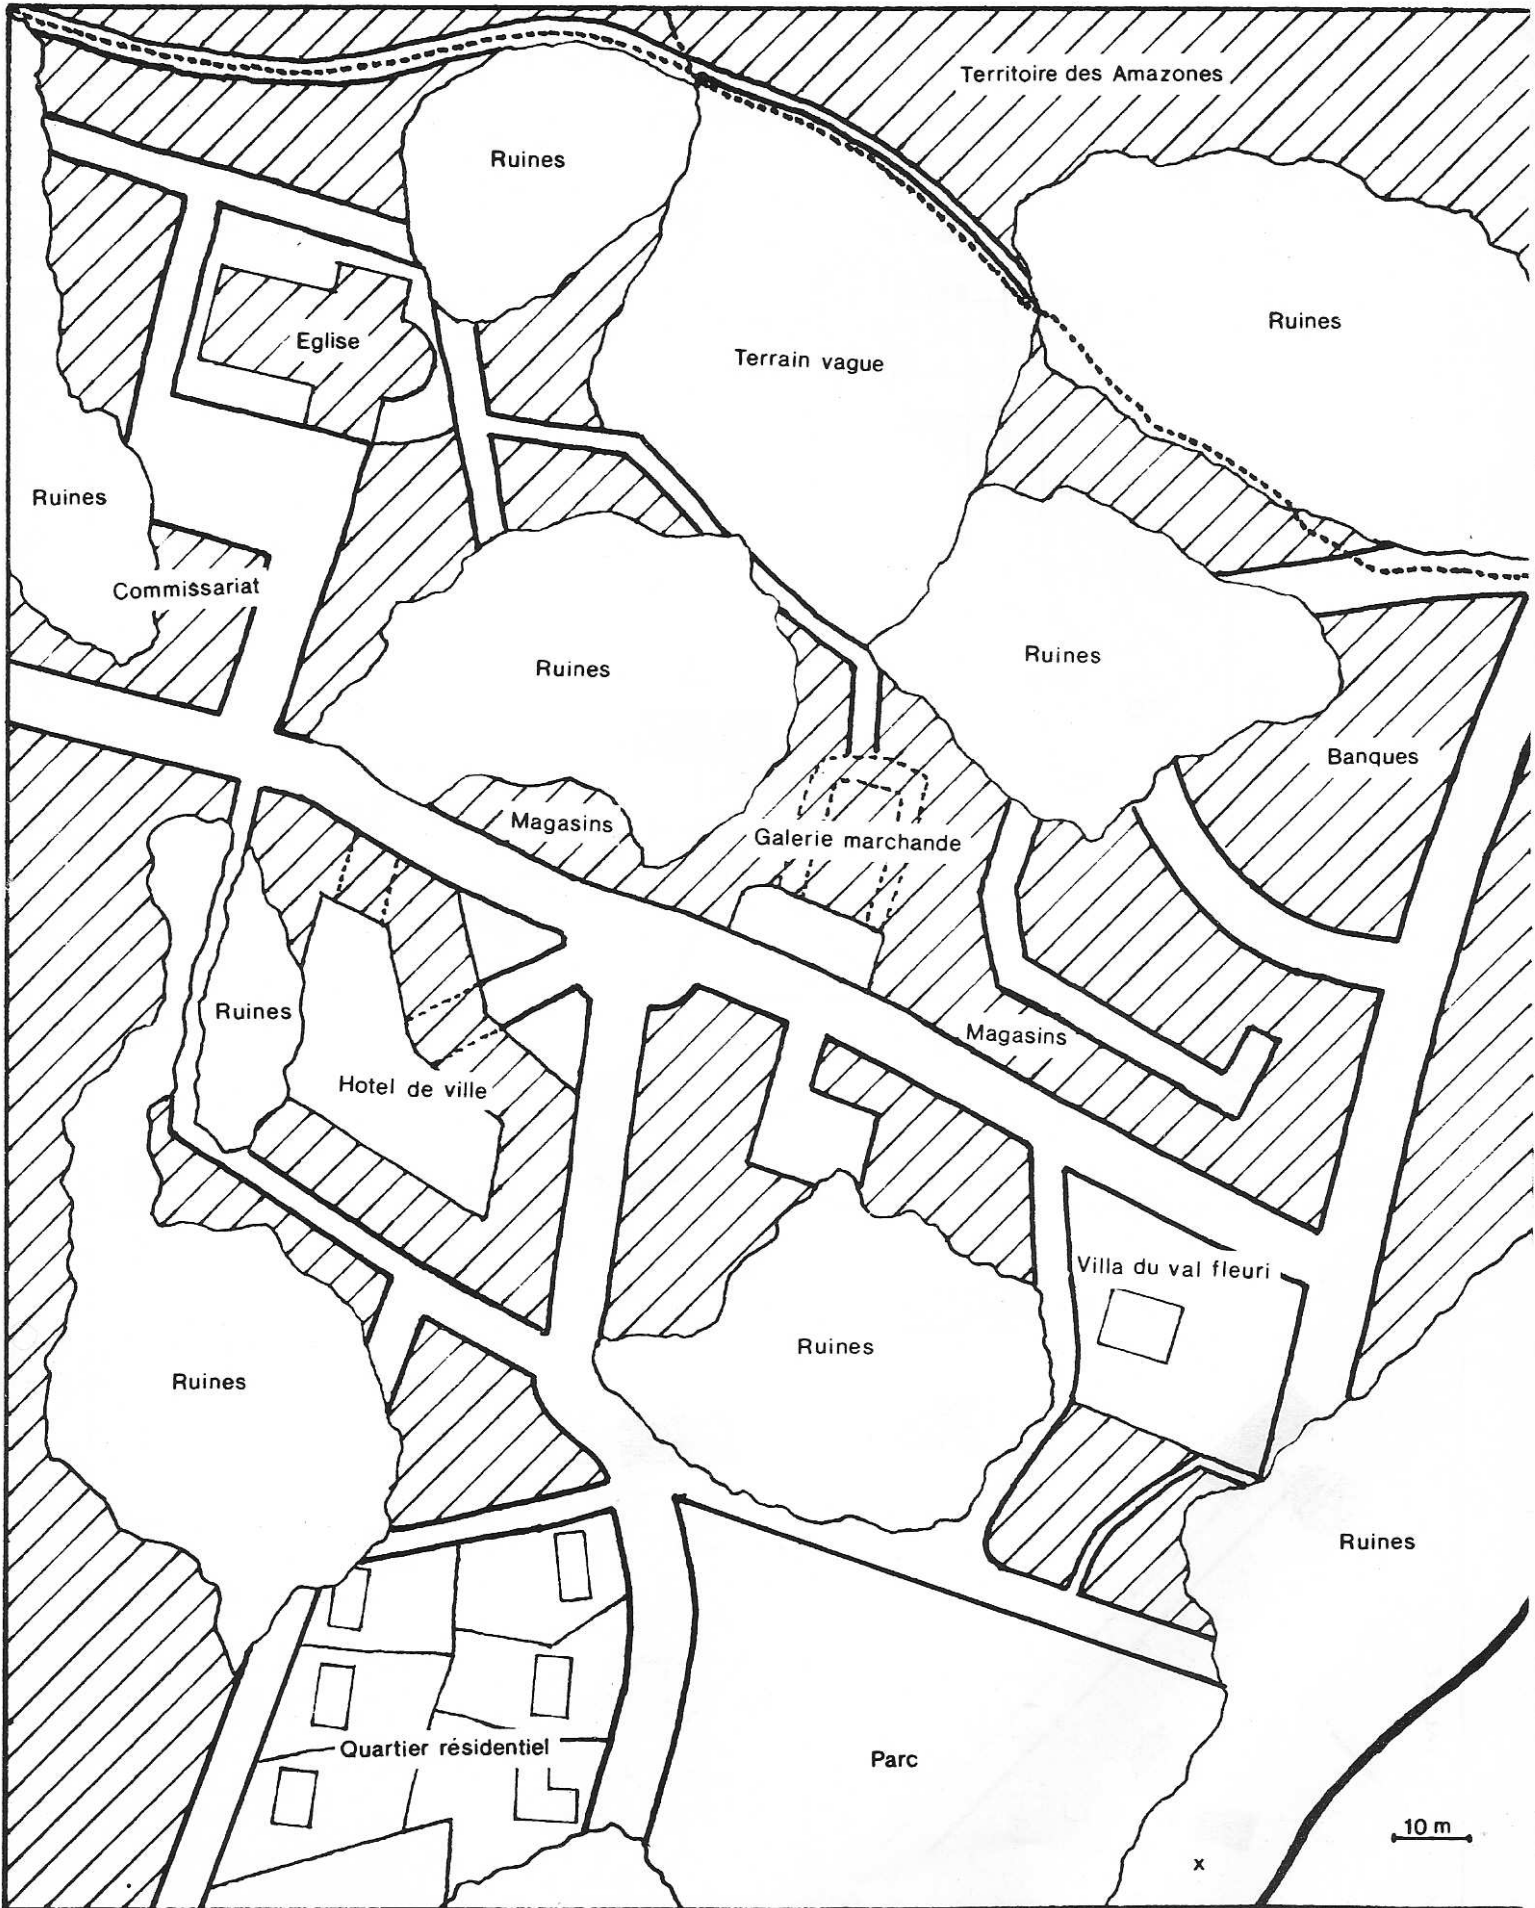 Territoire des Amazones
Ruines
Ruines
Eglise
Terrain vague
Ruines
Commissariat
Ruines
Ruines
Banques
Magasins
Galerie marchande
Ruines
Magasins
Hotel de ville
Villa du val fleuri
Ruines
Ruines
Ruines
Quartier résidentiel
Parc
10 m
x